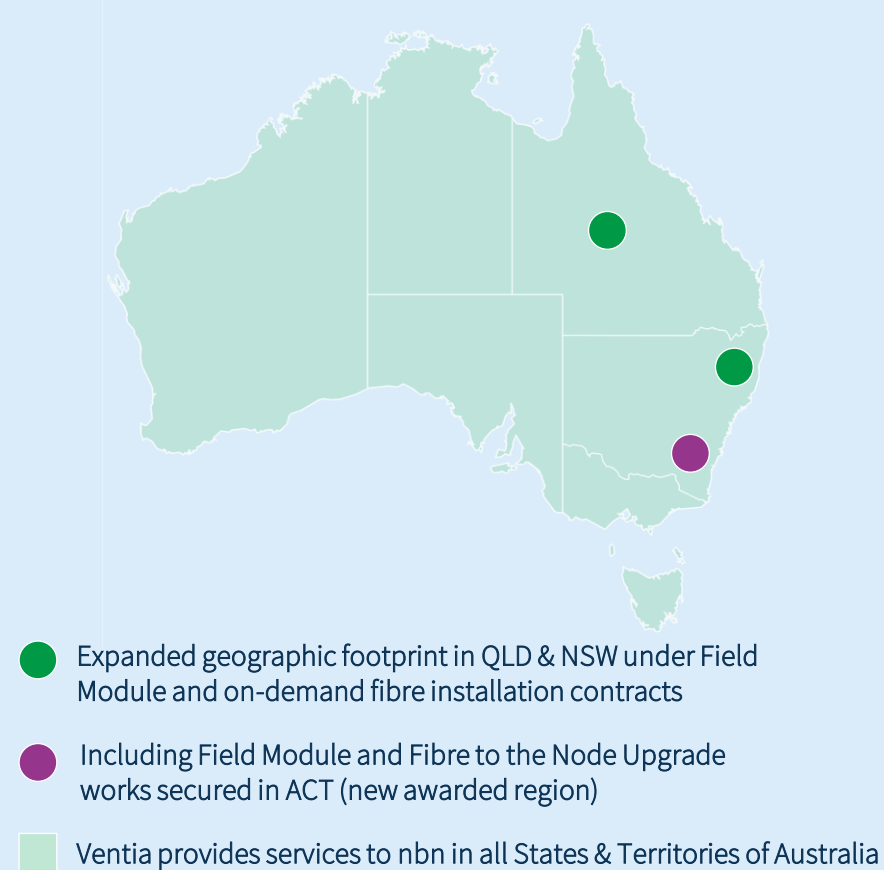 Expanded geographic footprint in QLD & NSW under Field
Module and on-demand fibre installation contracts
Including Field Module and Fibre to the Node Upgrade
works secured in ACT (new awarded region)
Ventia provides services to nbn in all States & Territories of Australia